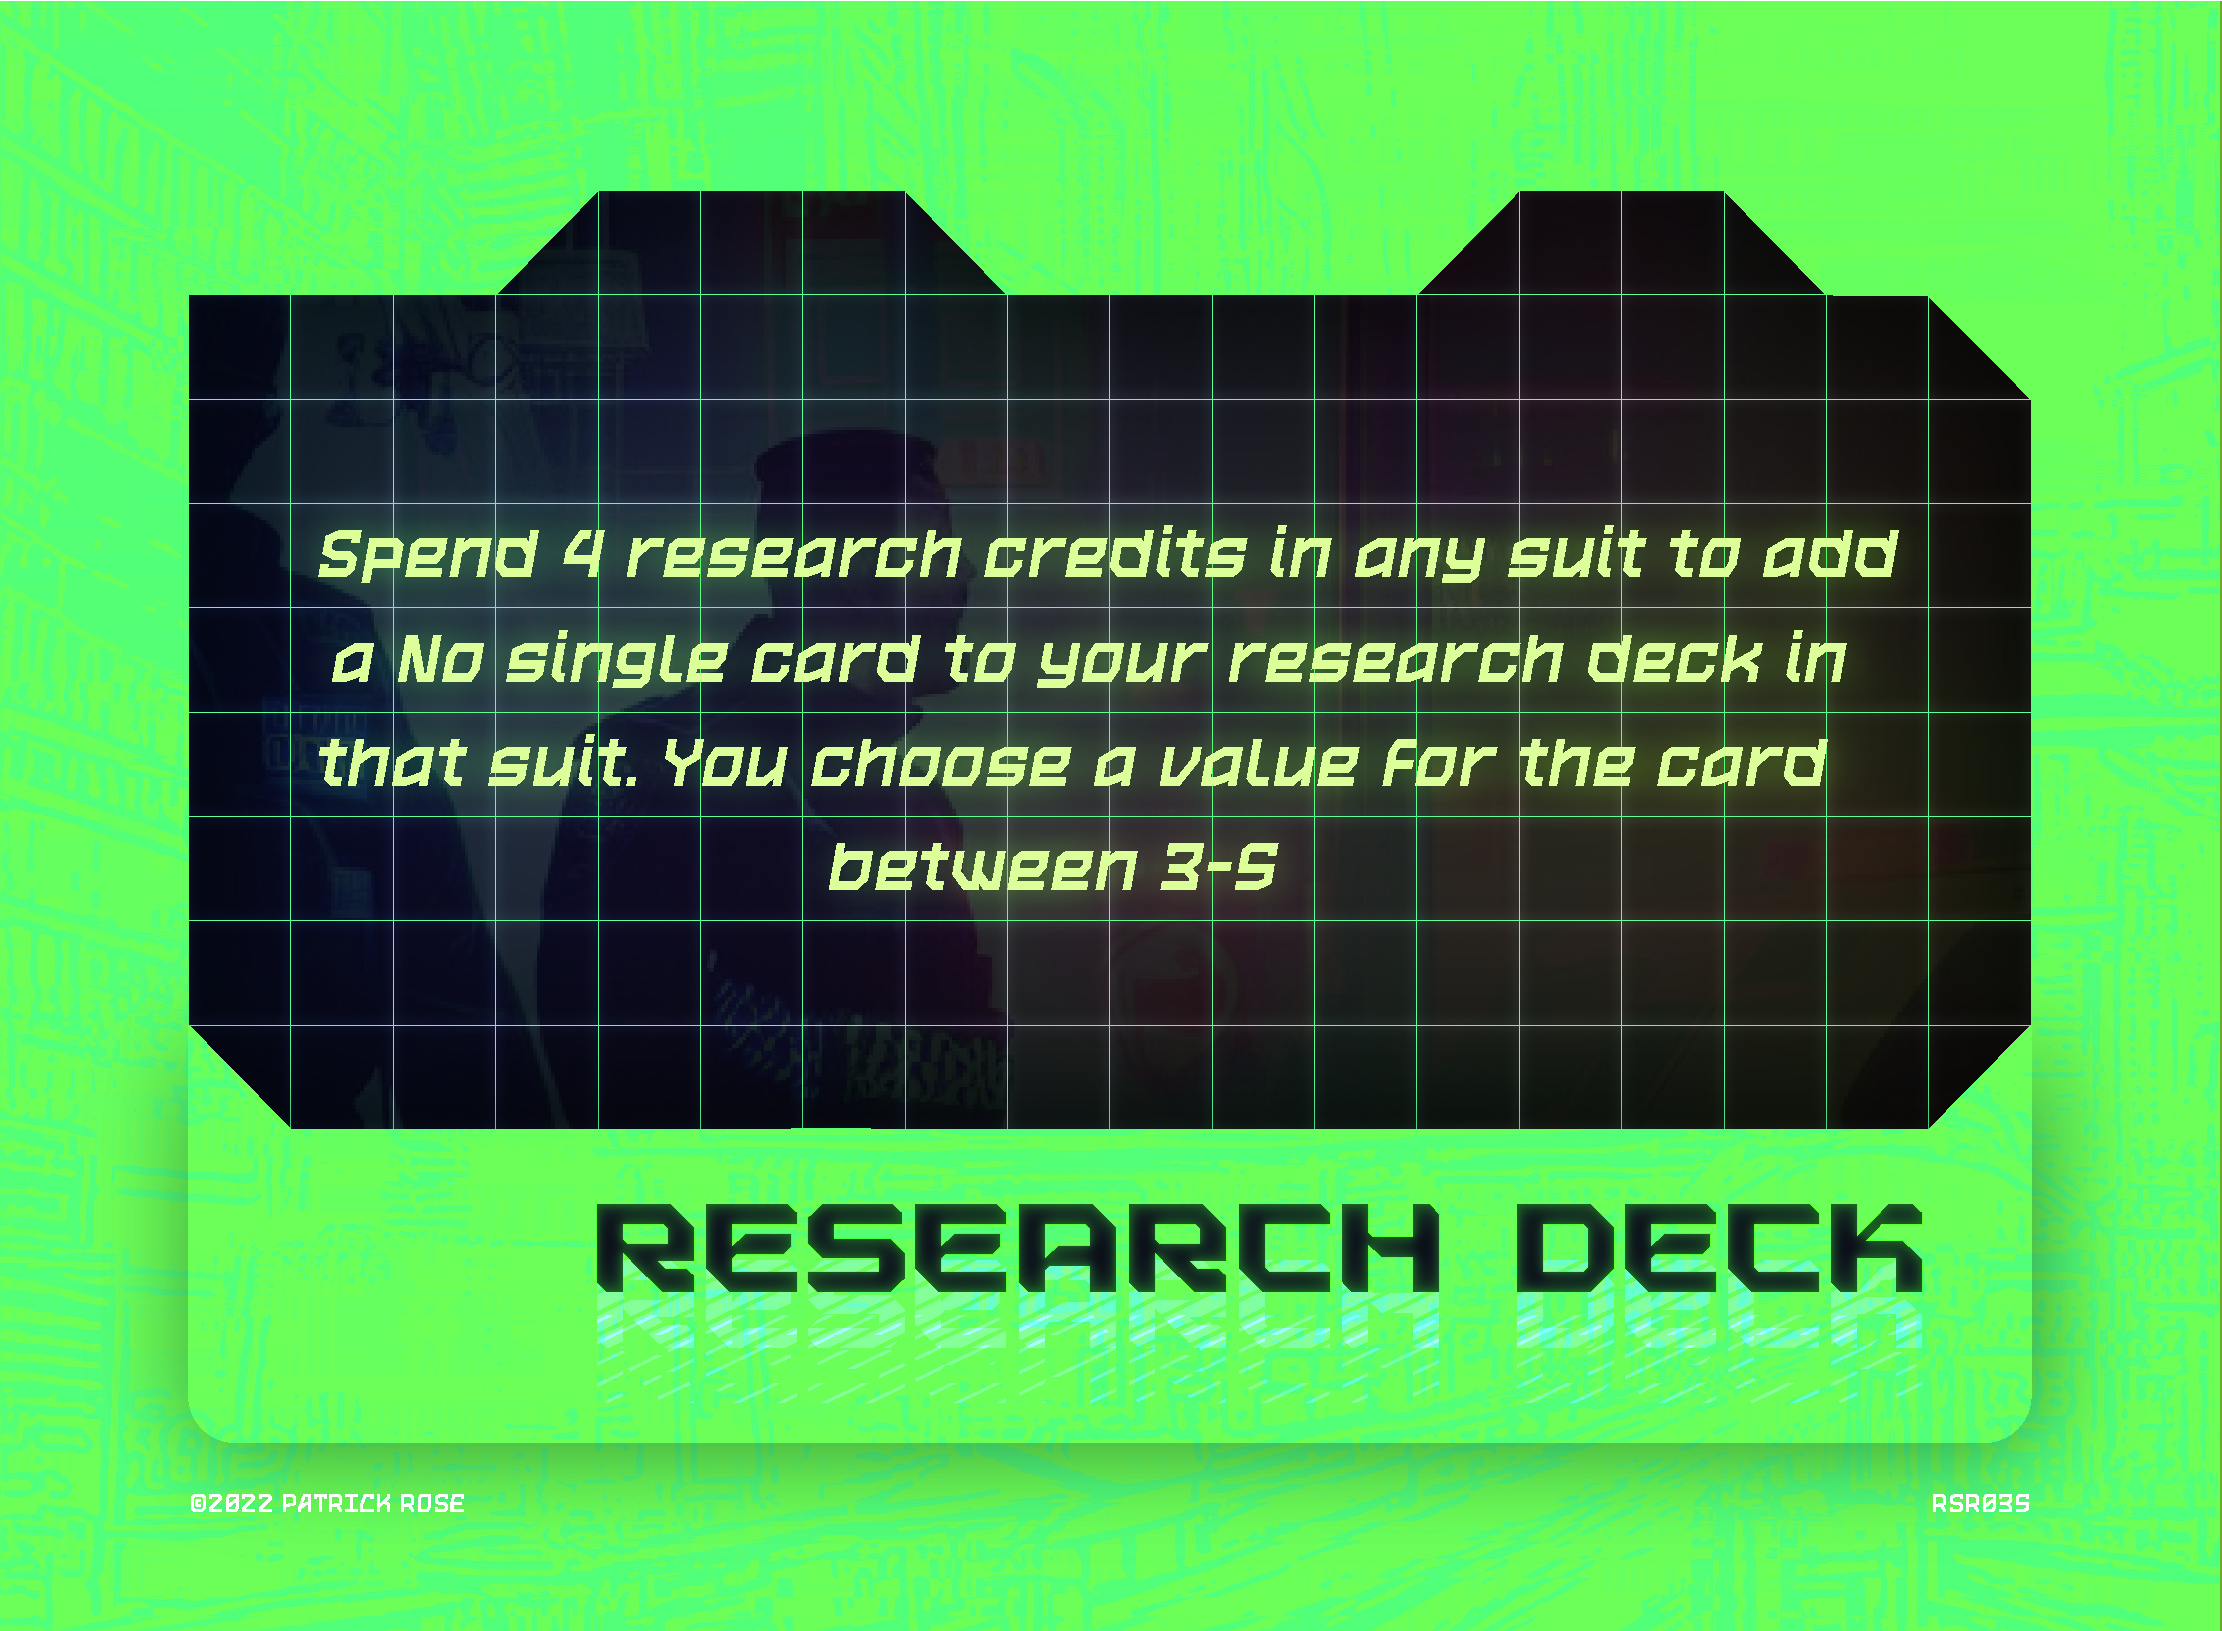 Spend 4 research credits in any suit to add
a No single card to your research deck in
that suit. You choose a value for the card
between 3-5
RESEARCH DECK
©2022 PATRICK ROSE
RSR035